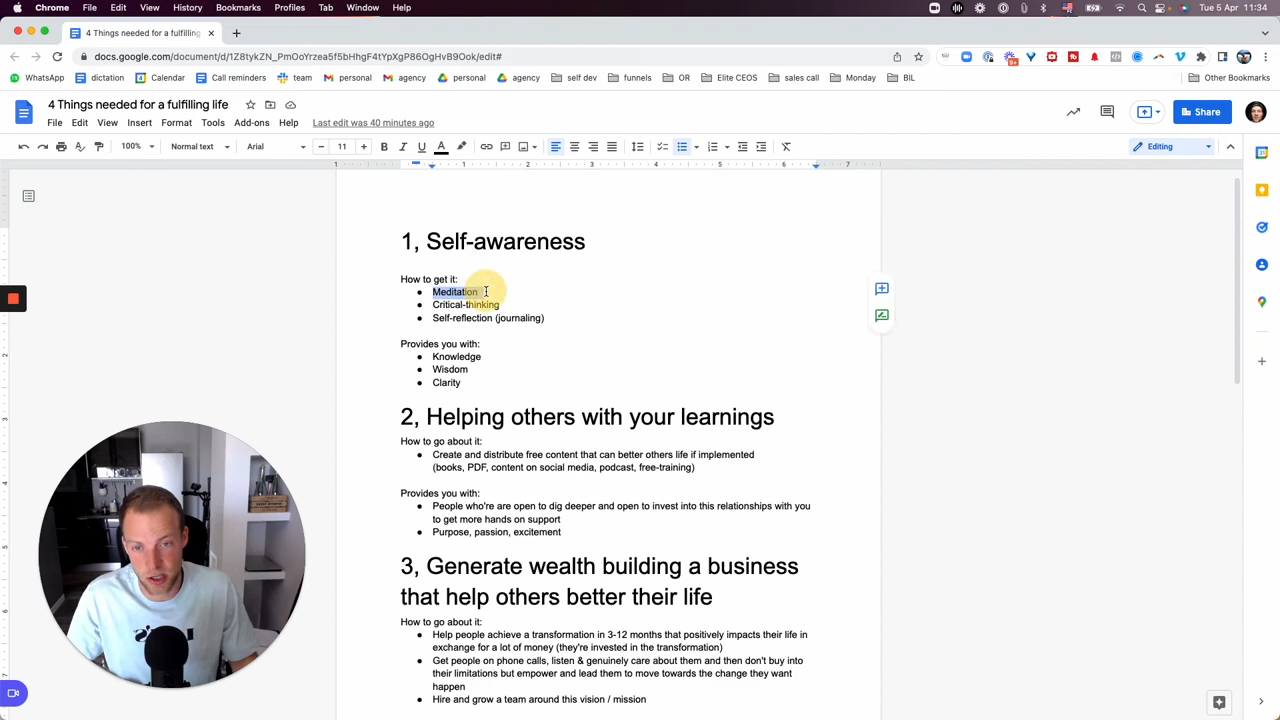 Chrome File Edit View History Bookmarks Profiles Tab Window Help Tue 5 Apr 11:34
4 Things needed for a fulfilling
docs.google.com/document/d/1Z8tykZN_PmOoYrzea5f5bHhgF4tYpXgP86OgHvB9Ook/edit#
WhatsApp dictation Calendar Call reminders team personal agency personal agency self dev funnels OR Elite CEOS sales call Monday BIL Other Bookmarks
4 Things needed for a fulfilling life
File Edit View Insert Format Tools Add-ons Help Last edit was 40 minutes ago
Share
100% Normal text Arial 11 B I U A Editing
1 1 2 3 4 5 6 7
1, Self-awareness
How to get it:
● Meditation
● Critical-thinking
● Self-reflection (journaling)
Provides you with:
● Knowledge
● Wisdom
● Clarity
2, Helping others with your learnings
How to go about it:
● Create and distribute free content that can better others life if implemented
(books, PDF, content on social media, podcast, free-training)
Provides you with:
● People who're are open to dig deeper and open to invest into this relationships with you
to get more hands on support
● Purpose, passion, excitement
3, Generate wealth building a business
that help others better their life
How to go about it:
● Help people achieve a transformation in 3-12 months that positively impacts their life in
exchange for a lot of money (they're invested in the transformation)
● Get people on phone calls, listen & genuinely care about them and then don't buy into
their limitations but empower and lead them to move towards the change they want
happen
● Hire and grow a team around this vision / mission